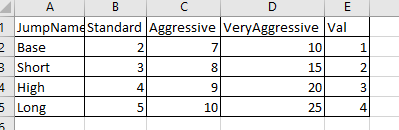 A B C D E
1 JumpName Standard Aggressive VeryAggressive Val
2 Base 2 7 10 1
3 Short 3 8 15 2
4 High 4 9 20 3
5 Long 5 10 25 4